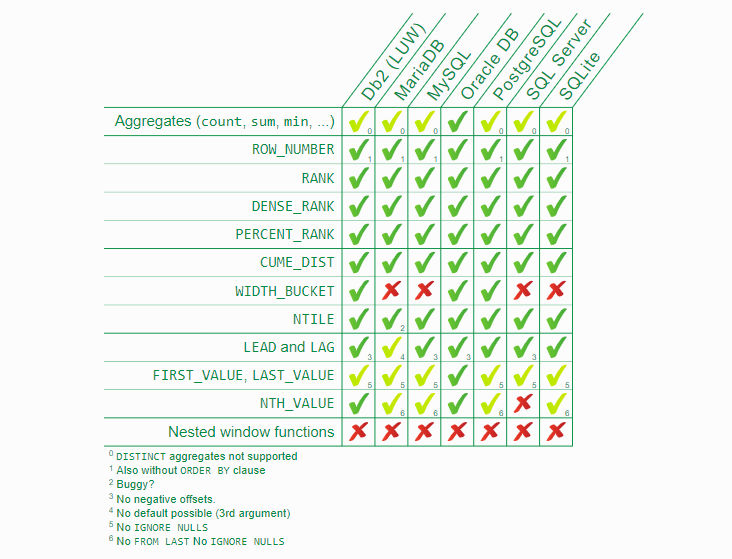 Db2 (LUW)
MariaDB
MySQL
Oracle DB
PostgreSQL
SQL Server
SQLite
Aggregates (count, sum, min, ...) 0 0 0 0 0 0
ROW_NUMBER 1 1 1 1 1
RANK
DENSE_RANK
PERCENT_RANK
CUME_DIST
WIDTH_BUCKET
NTILE 2
LEAD and LAG 3 4 3 3 3
FIRST_VALUE, LAST_VALUE 5 5 5 5 5 5
NTH_VALUE 6 6 6 6
Nested window functions
0 DISTINCT aggregates not supported
1 Also without ORDER BY clause
2 Buggy?
3 No negative offsets.
4 No default possible (3rd argument)
5 No IGNORE NULLS
6 No FROM LAST No IGNORE NULLS